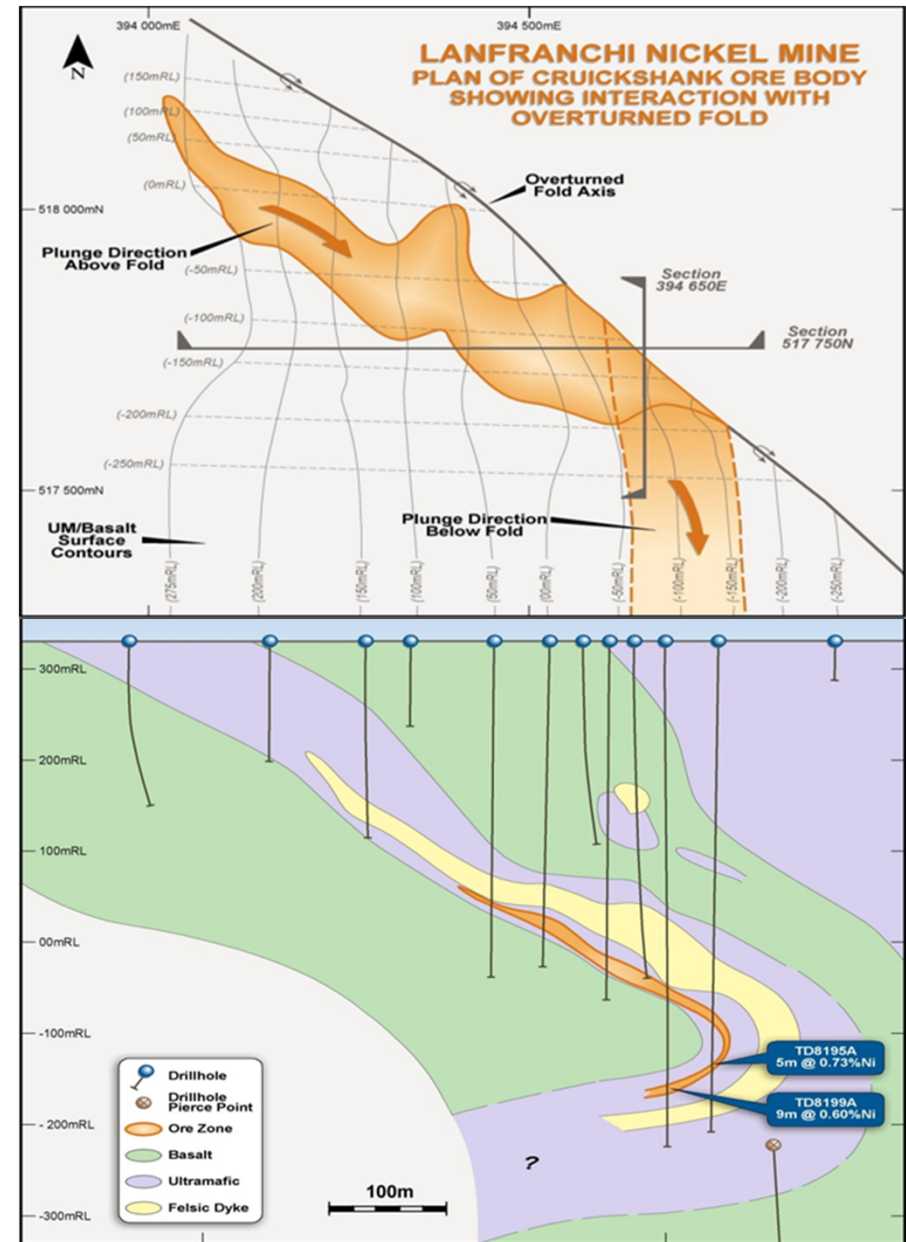 394 000mE
394 500mE
N
LANFRANCHI NICKEL MINE
PLAN OF CRUICKSHANK ORE BODY
SHOWING INTERACTION WITH
OVERTURNED FOLD
(150mRL)
(100mRL)
(50mRL)
(0mRL)
Overturned
Fold Axis
518 000mN
Plunge Direction
Above Fold
(-50mRL)
Section
394 650E
(-100mRL)
Section
517 750N
(-150mRL)
(-200mRL)
(-250mRL)
517 500mN
UM/Basalt
Surface
Contours
Plunge Direction
Below Fold
(275mRL)
(200mRL)
(150mRL)
(100mRL)
(50mRL)
(00mRL)
(-50mRL)
(-100mRL)
(-150mRL)
(-200mRL)
(-250mRL)
300mRL
200mRL
100mRL
00mRL
-100mRL
- 200mRL
-300mRL
TD8195A
5m @ 0.73%Ni
TD8199A
9m @ 0.60%Ni
Drillhole
Drillhole
Pierce Point
Ore Zone
Basalt
Ultramafic
Felsic Dyke
100m
?